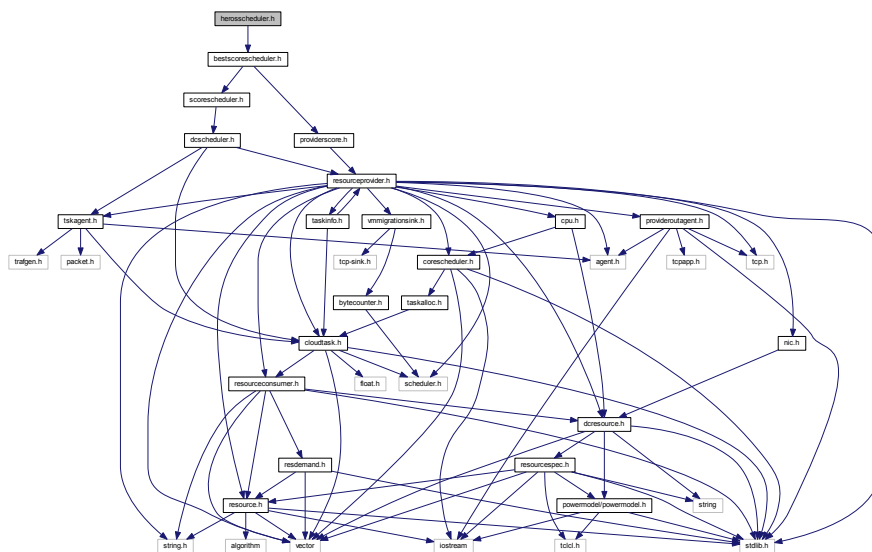 herosscheduler.h
bestscorescheduler.h
scorescheduler.h
dcscheduler.h
providerscore.h
resourceprovider.h
tskagent.h
taskinfo.h
vmmigrationsink.h
cpu.h
provideroutagent.h
trafgen.h
packet.h
tcp-sink.h
corescheduler.h
agent.h
tcpapp.h
tcp.h
bytecounter.h
taskalloc.h
cloudtask.h
nic.h
resourceconsumer.h
float.h
scheduler.h
dcresource.h
resdemand.h
resourcespec.h
resource.h
powermodel/powermodel.h
string
string.h
algorithm
vector
iostream
tclcl.h
stdlib.h